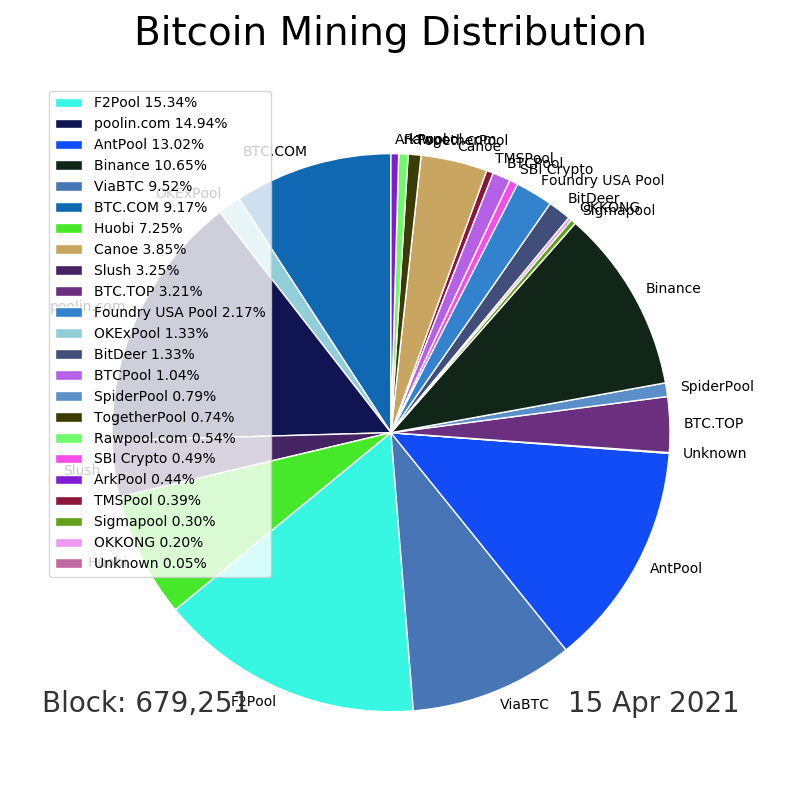 Bitcoin Mining Distribution
F2Pool 15.34%
poolin.com 14.94%
AntPool 13.02%
Binance 10.65%
ViaBTC 9.52%
BTC.COM 9.17%
Huobi 7.25%
Canoe 3.85%
Slush 3.25%
BTC.TOP 3.21%
Foundry USA Pool 2.17%
OKExPool 1.33%
BitDeer 1.33%
BTCPool 1.04%
SpiderPool 0.79%
TogetherPool 0.74%
Rawpool.com 0.54%
SBI Crypto 0.49%
ArkPool 0.44%
TMSPool 0.39%
Sigmapool 0.30%
OKKONG 0.20%
Unknown 0.05%
ArkPool
Rawpool.com
TogetherPool
Canoe
TMSPool
BTCPool
SBI Crypto
Foundry USA Pool
BitDeer
OKKONG
Sigmapool
Binance
SpiderPool
BTC.TOP
Unknown
AntPool
ViaBTC
F2Pool
Huobi
Slush
poolin.com
OKExPool
BTC.COM
Block: 679,251
15 Apr 2021